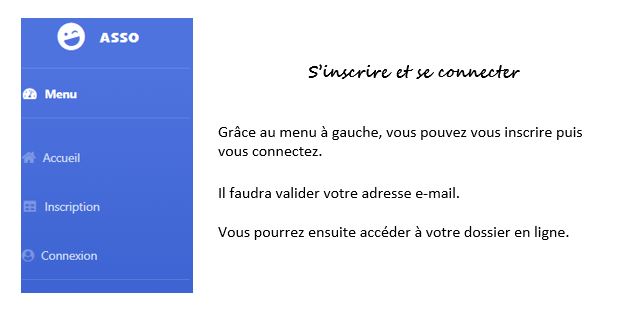 ASSO
Menu
Accueil
Inscription
Connexion
S'inscrire et se connecter
Grâce au menu à gauche, vous pouvez vous inscrire puis
vous connectez.
Il faudra valider votre adresse e-mail.
Vous pourrez ensuite accéder à votre dossier en ligne.